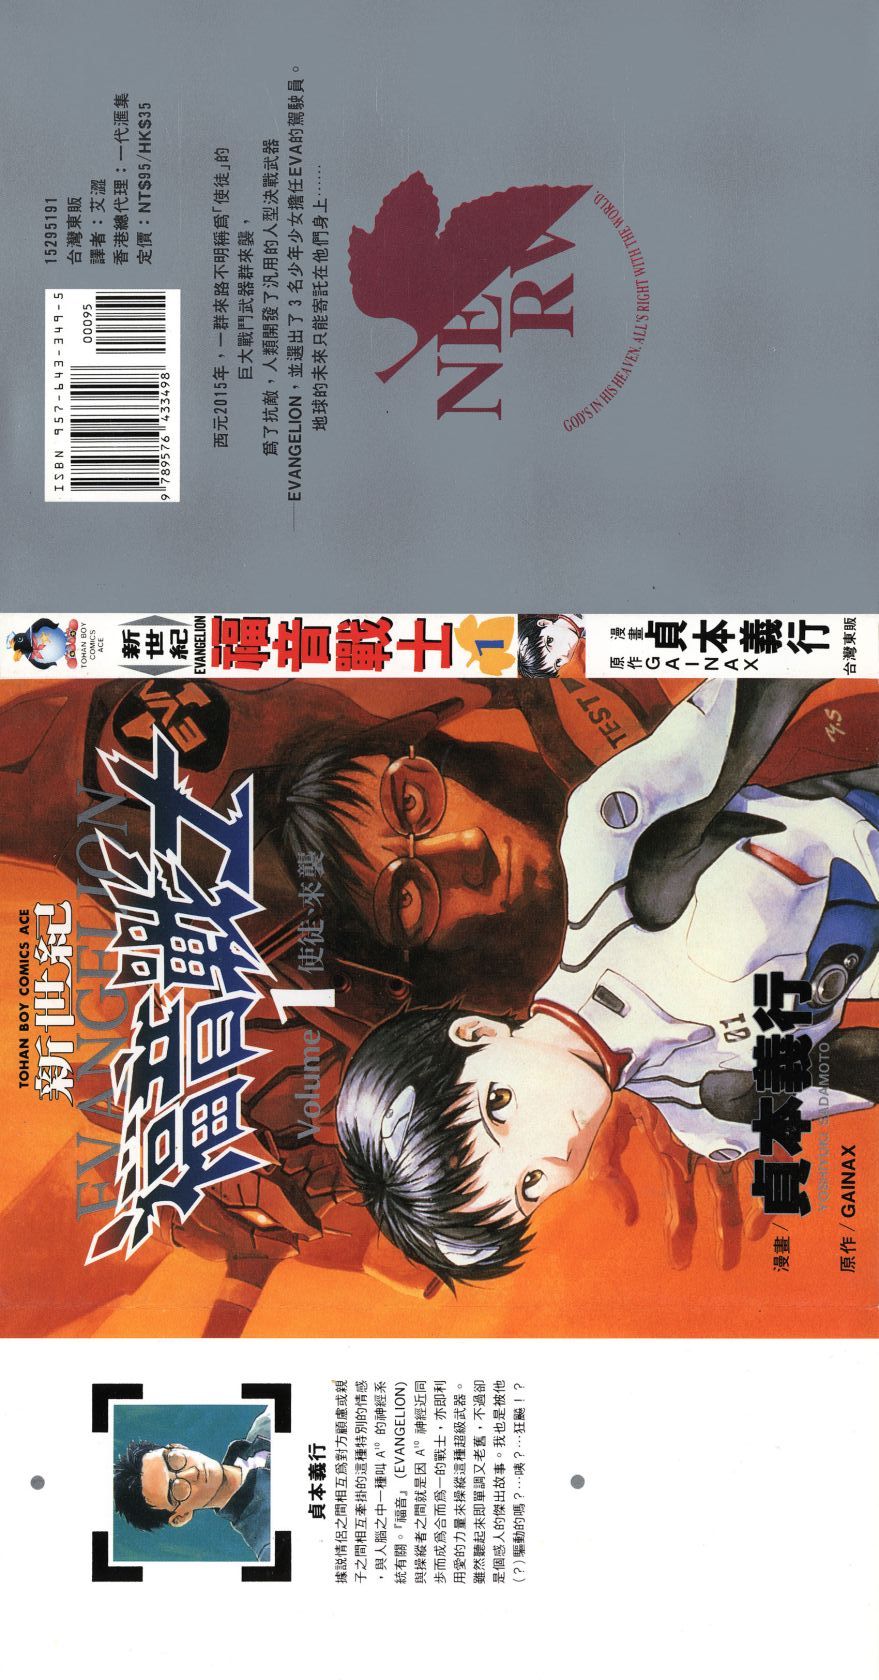 15295191
台灣東販
譯者：艾澀
香港總代理：一代滙集
定價：NT$95/HK$35
ISBN 957-643-349-5
00095
9 789576 433498
西元2015年，一群來路不明稱爲「使徒」的
巨大戰鬥武器群來襲，
爲了抗敵，人類開發了汎用的人型決戰武器
——EVANGELION，並選出了3名少年少女擔任EVA的駕駛員。
地球的未來只能寄託在他們身上……
NERV
GOD'S IN HIS HEAVEN. ALL'S RIGHT WITH THE WORLD.
TOHAN BOY
COMICS
ACE
新世紀
EVANGELION
福音戰士
1
漫畫
貞本義行
原作
GAINAX
台灣東販
TOHAN BOY COMICS ACE
新世紀
EVANGELION
福音戰士
Volume 1 使徒、來襲
TEST
01
M.S
漫畫/貞本義行
YOSHIYUKI SADAMOTO
原作/GAINAX
貞本義行
據說情侶之間相互爲對方顧慮或親
子之間相互牽掛的這種特別的情感
，與人腦之中一種叫 A¹⁰ 的神經系
統有關。『福音』(EVANGELION)
與操縱者之間就是因 A¹⁰ 神經近同
步而成爲合而爲一的戰士，亦即利
用愛的力量來操縱這種超級武器。
雖然聽起來即單調又老舊，不過卻
是個感人的傑出故事。我也是被他
(？)驅動的嗎？…咦？…狂飈！？